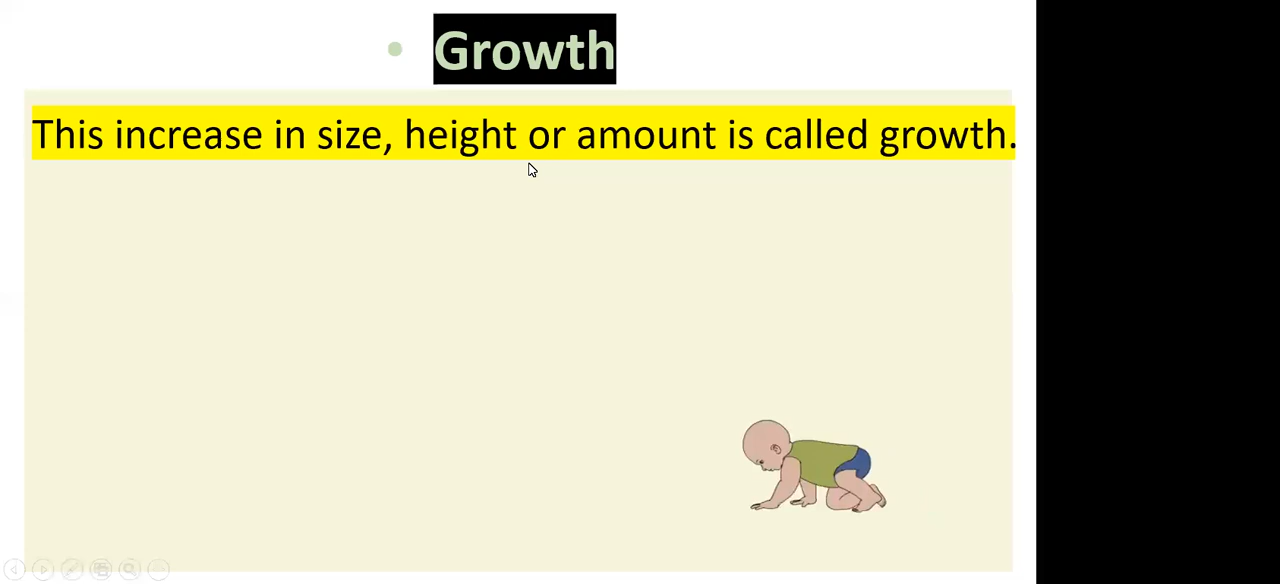 • Growth
This increase in size, height or amount is called growth.